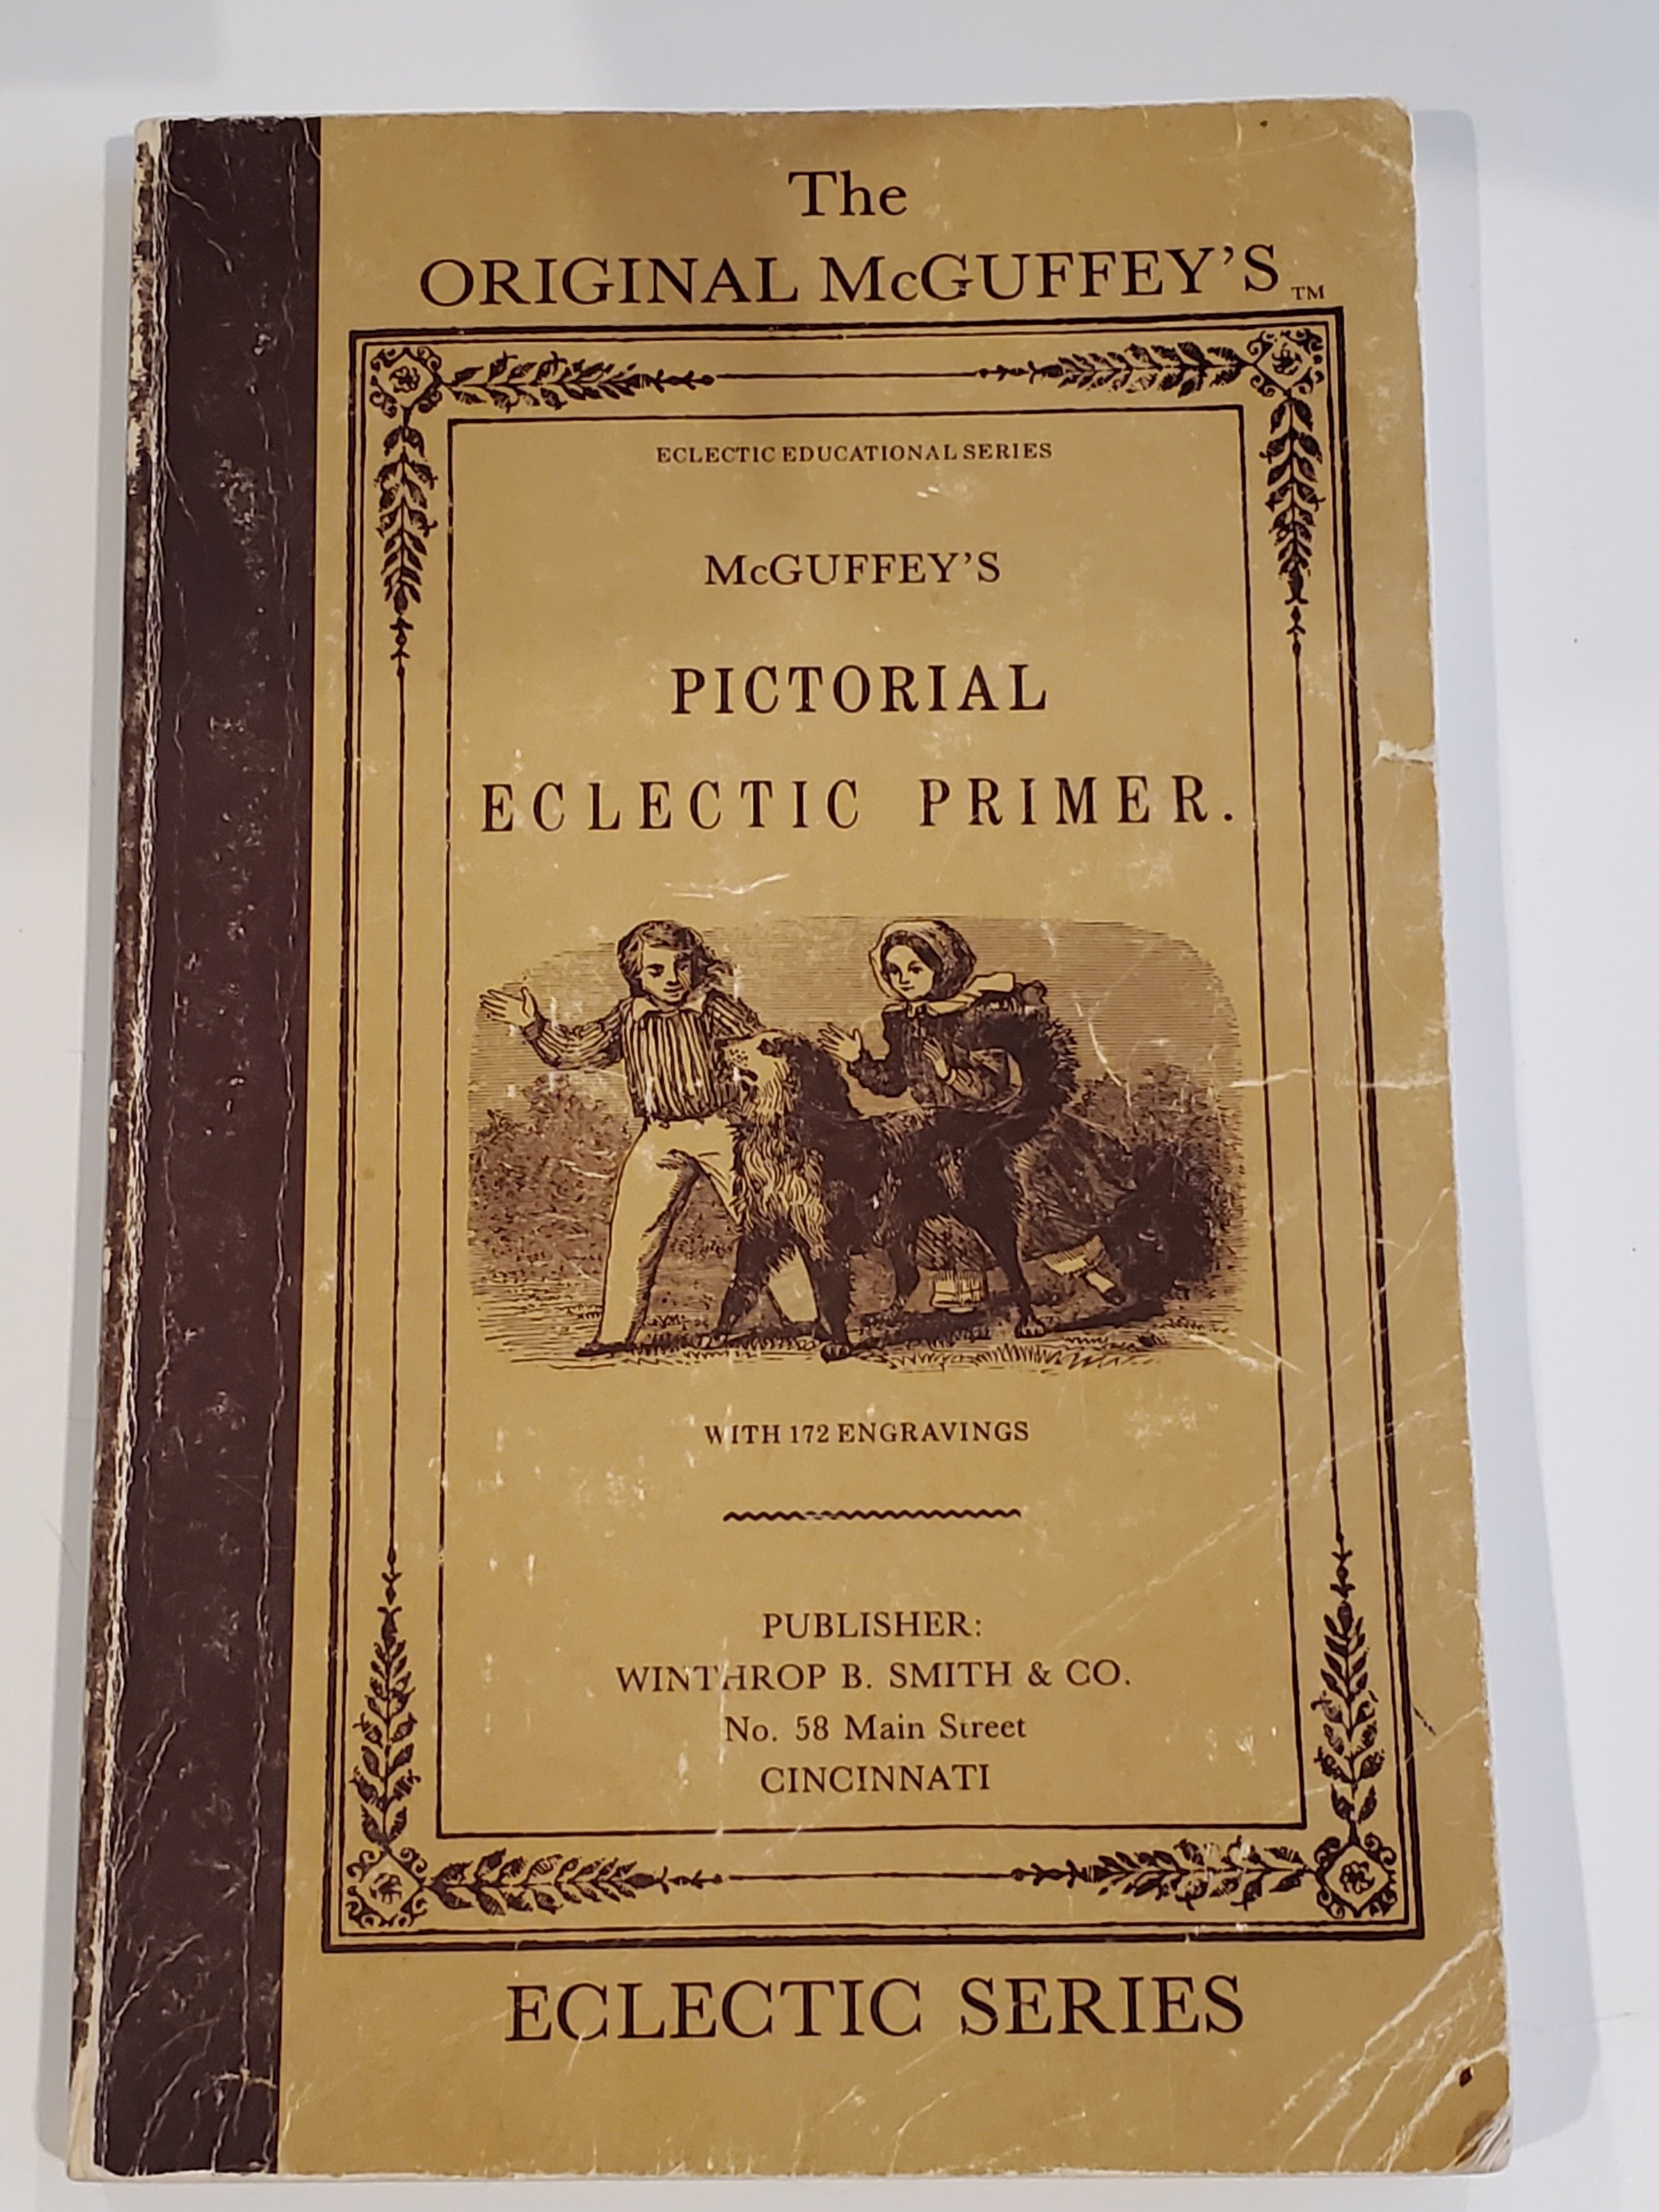 The
ORIGINAL McGUFFEY'S™
ECLECTIC EDUCATIONAL SERIES
McGUFFEY'S
PICTORIAL
ECLECTIC PRIMER.
WITH 172 ENGRAVINGS
PUBLISHER:
WINTHROP B. SMITH & CO.
No. 58 Main Street
CINCINNATI
ECLECTIC SERIES